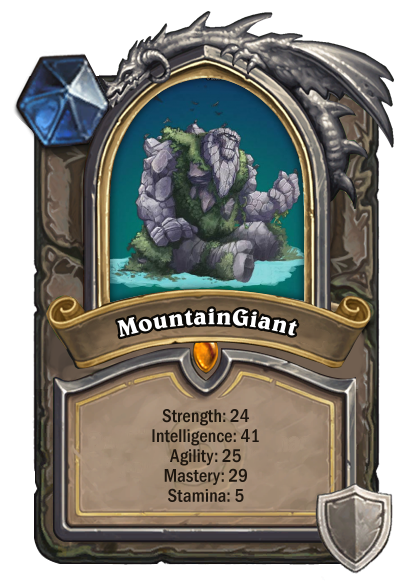 MountainGiant
Strength: 24
Intelligence: 41
Agility: 25
Mastery: 29
Stamina: 5